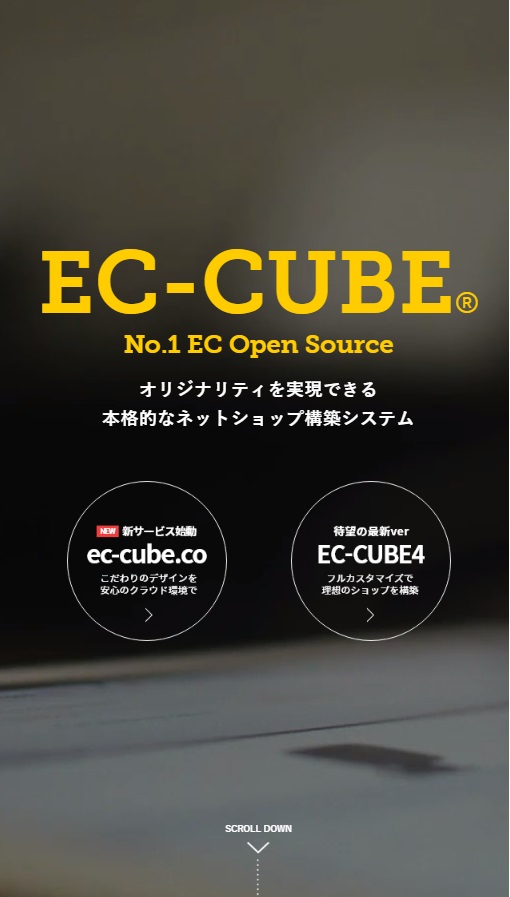 EC-CUBE®
No.1 EC Open Source
オリジナリティを実現できる
本格的なネットショップ構築システム
NEW 新サービス始動
ec-cube.co
こだわりのデザインを
安心のクラウド環境で
待望の最新ver
EC-CUBE4
フルカスタマイズで
理想のショップを構築
SCROLL DOWN